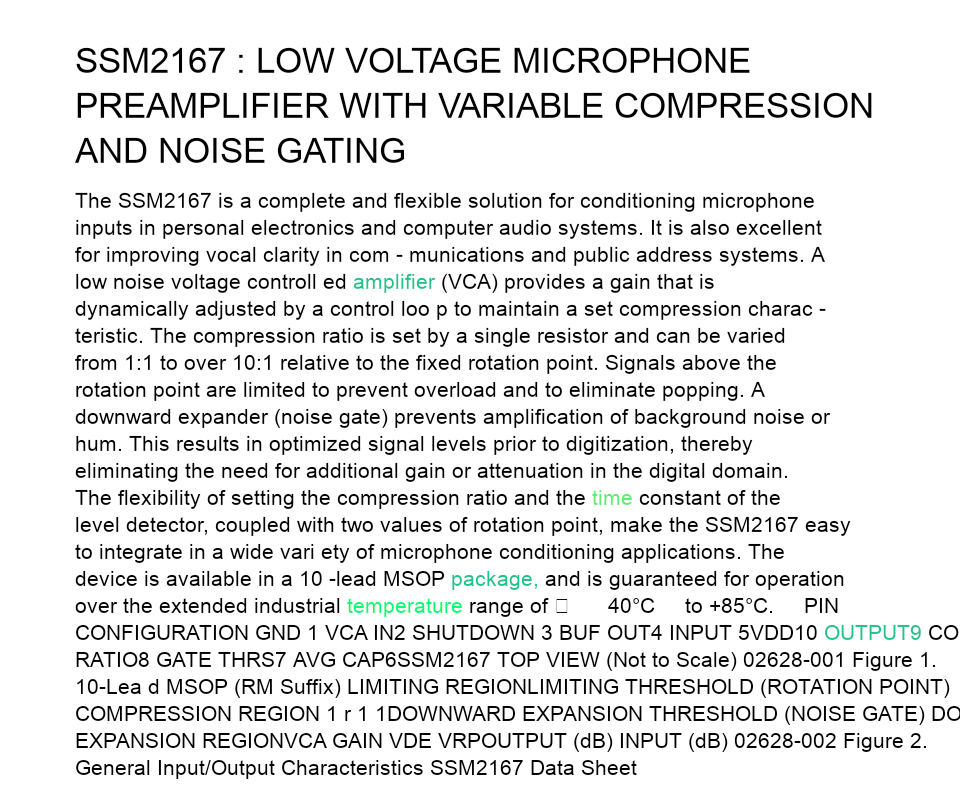 SSM2167 : LOW VOLTAGE MICROPHONE
PREAMPLIFIER WITH VARIABLE COMPRESSION
AND NOISE GATING
The SSM2167 is a complete and flexible solution for conditioning microphone
inputs in personal electronics and computer audio systems. It is also excellent
for improving vocal clarity in com - munications and public address systems. A
low noise voltage controll ed amplifier (VCA) provides a gain that is
dynamically adjusted by a control loo p to maintain a set compression charac -
teristic. The compression ratio is set by a single resistor and can be varied
from 1:1 to over 10:1 relative to the fixed rotation point. Signals above the
rotation point are limited to prevent overload and to eliminate popping. A
downward expander (noise gate) prevents amplification of background noise or
hum. This results in optimized signal levels prior to digitization, thereby
eliminating the need for additional gain or attenuation in the digital domain.
The flexibility of setting the compression ratio and the time constant of the
level detector, coupled with two values of rotation point, make the SSM2167 easy
to integrate in a wide vari ety of microphone conditioning applications. The
device is available in a 10 -lead MSOP package, and is guaranteed for operation
over the extended industrial temperature range of 40°C to +85°C. PIN
CONFIGURATION GND 1 VCA IN2 SHUTDOWN 3 BUF OUT4 INPUT 5VDD10 OUTPUT9 CO
RATIO8 GATE THRS7 AVG CAP6SSM2167 TOP VIEW (Not to Scale) 02628-001 Figure 1.
10-Lea d MSOP (RM Suffix) LIMITING REGIONLIMITING THRESHOLD (ROTATION POINT)
COMPRESSION REGION 1 r 1 1DOWNWARD EXPANSION THRESHOLD (NOISE GATE) DO
EXPANSION REGIONVCA GAIN VDE VRPOUTPUT (dB) INPUT (dB) 02628-002 Figure 2.
General Input/Output Characteristics SSM2167 Data Sheet